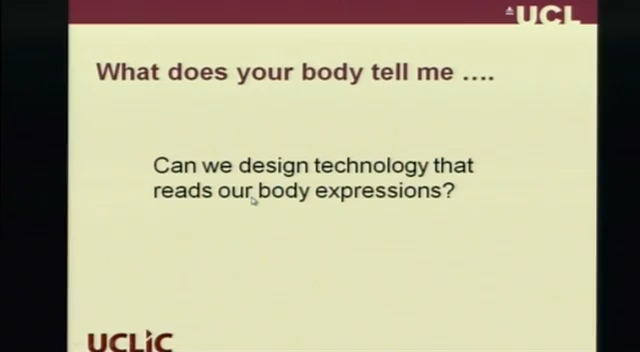 UCL
What does your body tell me ....
Can we design technology that
reads our body expressions?
UCLIC